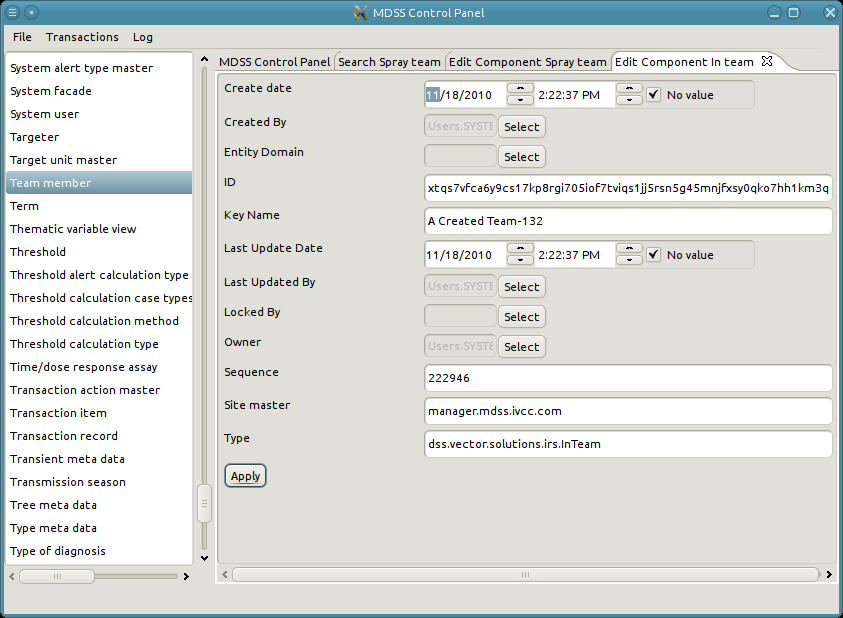 MDSS Control Panel
File Transactions Log
System alert type master
System facade
System user
Targeter
Target unit master
Team member
Term
Thematic variable view
Threshold
Threshold alert calculation type
Threshold calculation case types
Threshold calculation method
Threshold calculation type
Time/dose response assay
Transaction action master
Transaction item
Transaction record
Transient meta data
Transmission season
Tree meta data
Type meta data
Type of diagnosis
MDSS Control Panel Search Spray team Edit Component Spray team Edit Component In team
Create date 11/18/2010 2:22:37 PM No value
Created By Users.SYSTE Select
Entity Domain Select
ID xtqs7vfca6y9cs17kp8rgi705iof7tviqs1jj5rsn5g45mnjfxsy0qko7hh1km3q
Key Name A Created Team-132
Last Update Date 11/18/2010 2:22:37 PM No value
Last Updated By Users.SYSTE Select
Locked By Select
Owner Users.SYSTE Select
Sequence 222946
Site master manager.mdss.ivcc.com
Type dss.vector.solutions.irs.InTeam
Apply